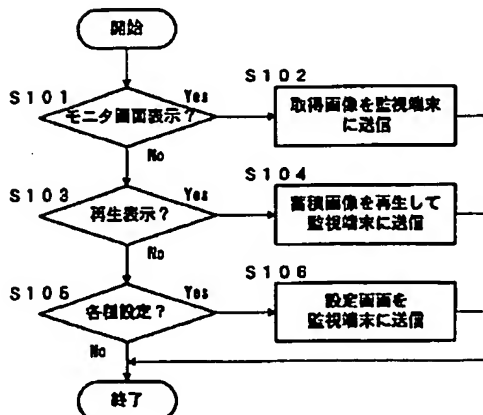 開始
S101
モニタ画面表示？
Yes
No
S102
取得画像を監視端末
に送信
S103
再生表示？
Yes
No
S104
蓄積画像を再生して
監視端末に送信
S105
各種設定？
Yes
No
S106
設定画面を
監視端末に送信
終了